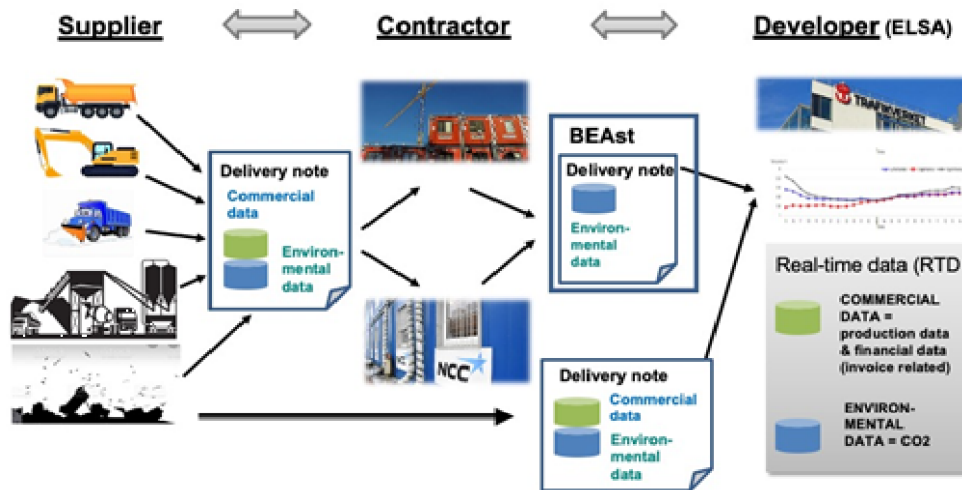 Supplier
Contractor
Developer (ELSA)
TRAFIKVERKET
BEAst
Delivery note
Commercial
data
Environ-
mental data
Delivery note
Environ-
mental
data
NCC
Delivery note
Commercial
data
Environ-
mental
data
Real-time data (RTD
COMMERCIAL
DATA =
production data
& financial data
(invoice related)
ENVIRON-
MENTAL
DATA = CO2